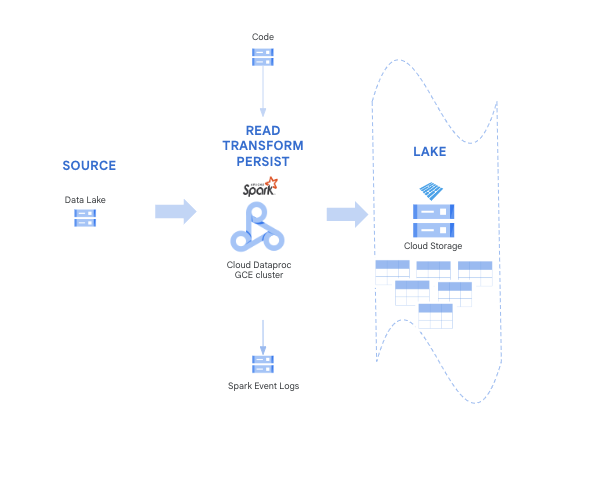 Code
READ
TRANSFORM
PERSIST
SOURCE
LAKE
Spark
Data Lake
Cloud Storage
Cloud Dataproc
GCE cluster
Spark Event Logs